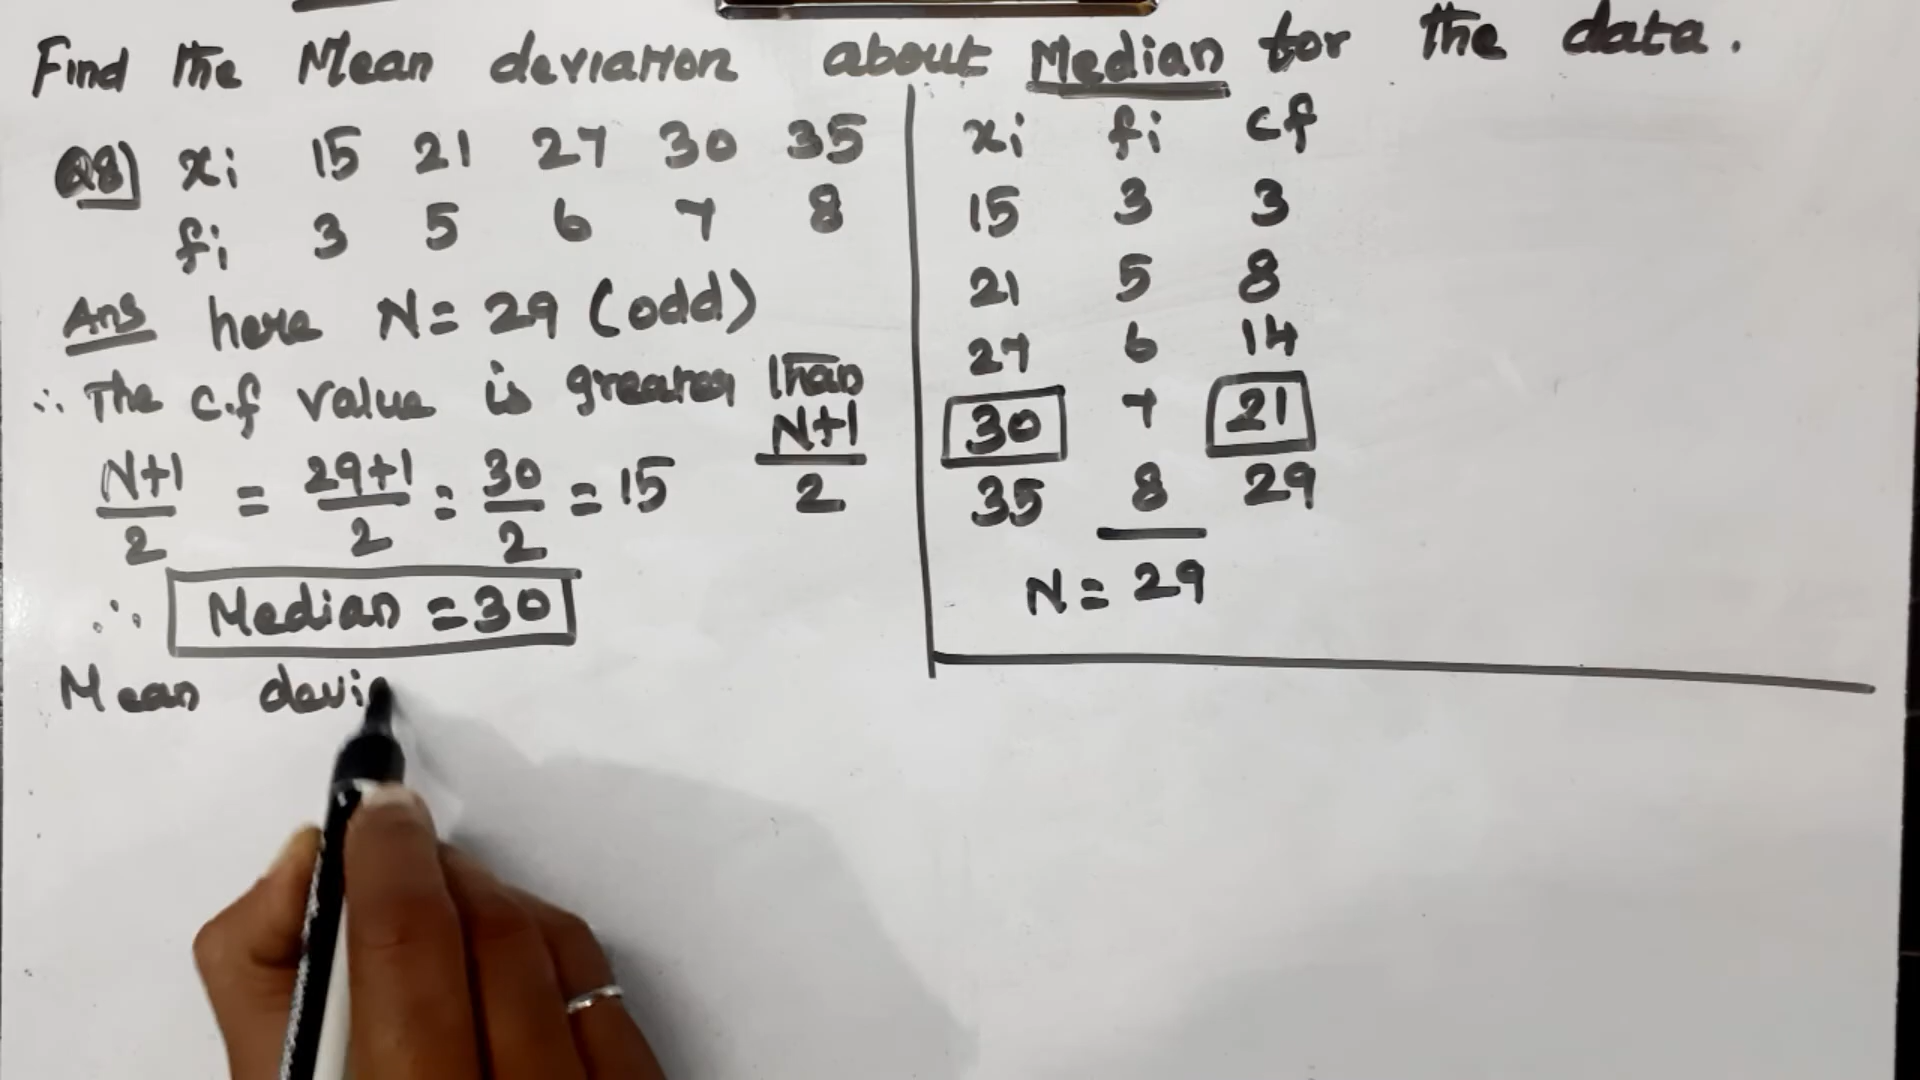 Find the Mean deviation about Median for the data.
Q8) xi 15 21 27 30 35
fi 3 5 6 7 8
Ans here N = 29 (odd)
∴ The c.f value is greater than N+1/2
N+1/2 = 29+1/2 = 30/2 = 15
∴ Median = 30
Mean devi
xi fi cf
15 3 3
21 5 8
27 6 14
30 7 21
35 8 29
N = 29